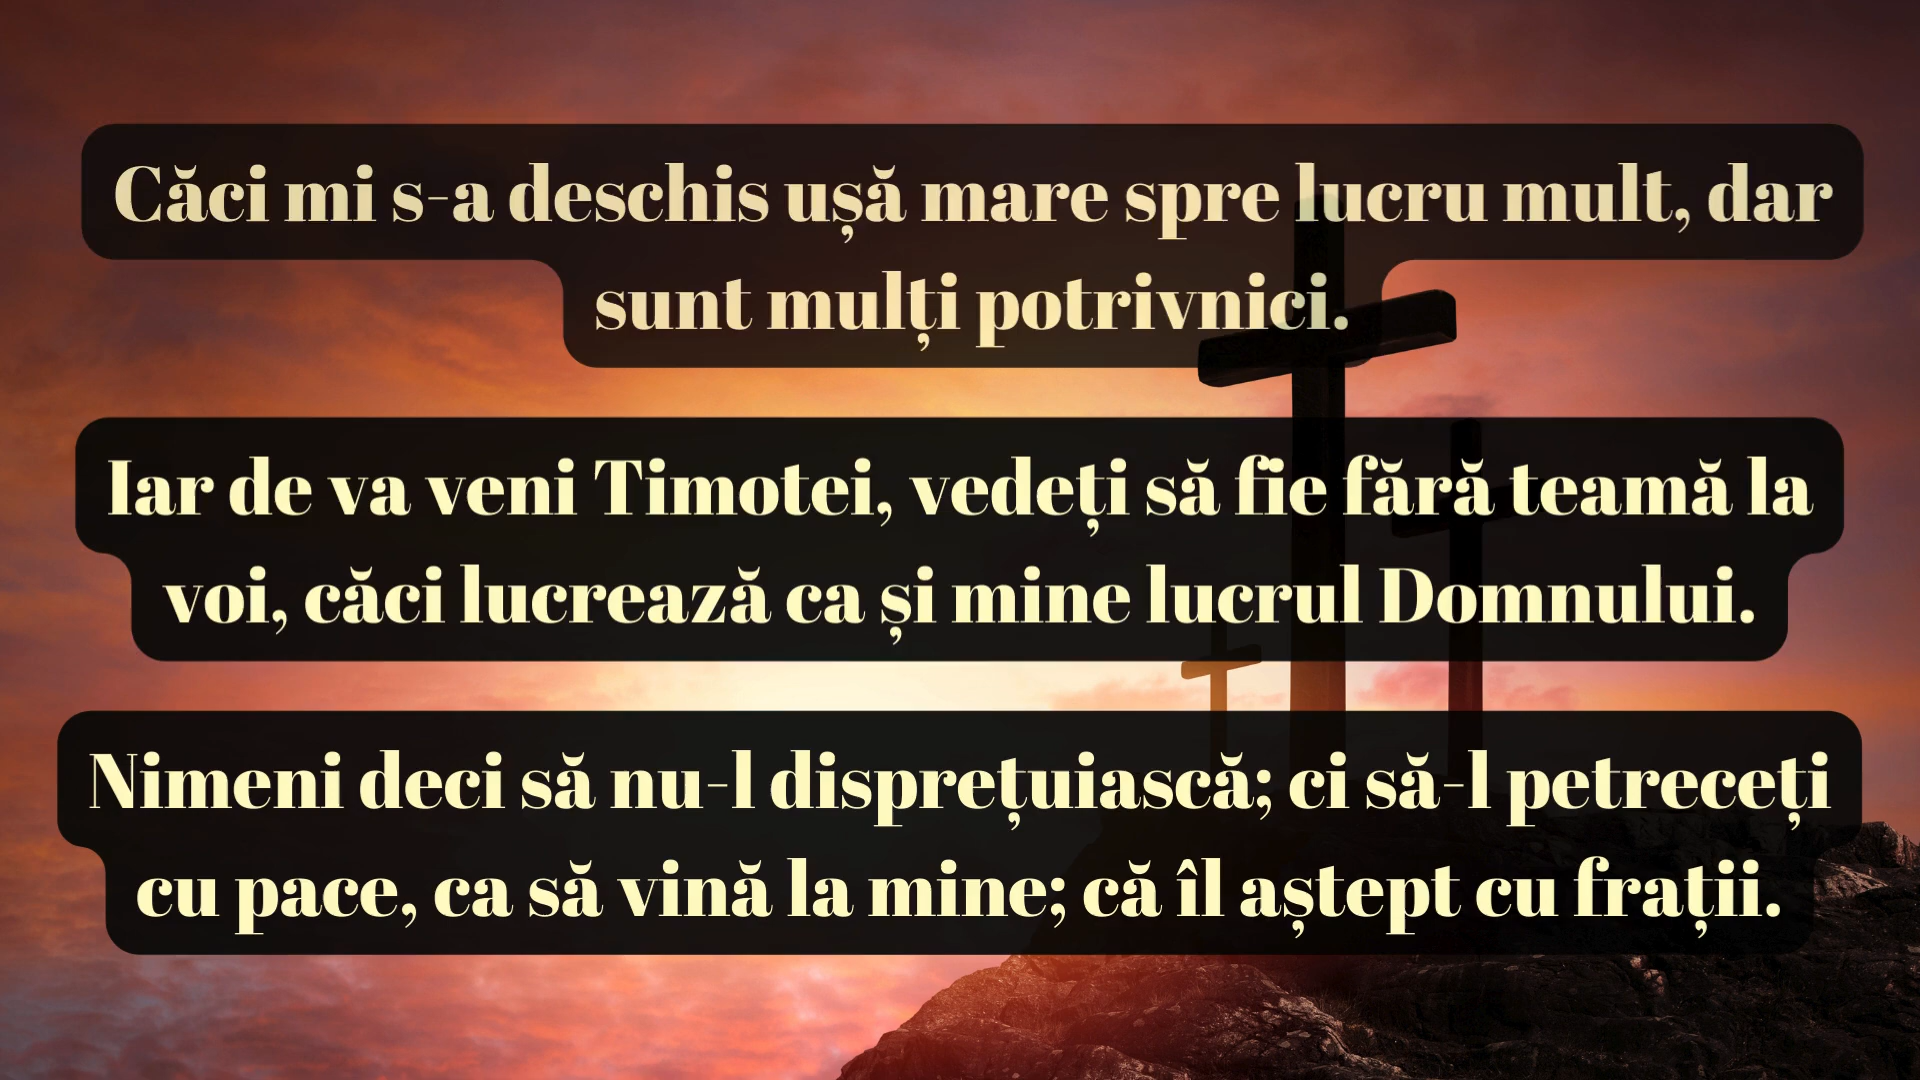 Căci mi s-a deschis ușă mare spre lucru mult, dar
sunt mulți potrivnici.
Iar de va veni Timotei, vedeți să fie fără teamă la
voi, căci lucrează ca și mine lucrul Domnului.
Nimeni deci să nu-l disprețuiască; ci să-l petreceți
cu pace, ca să vină la mine; că îl aștept cu frații.